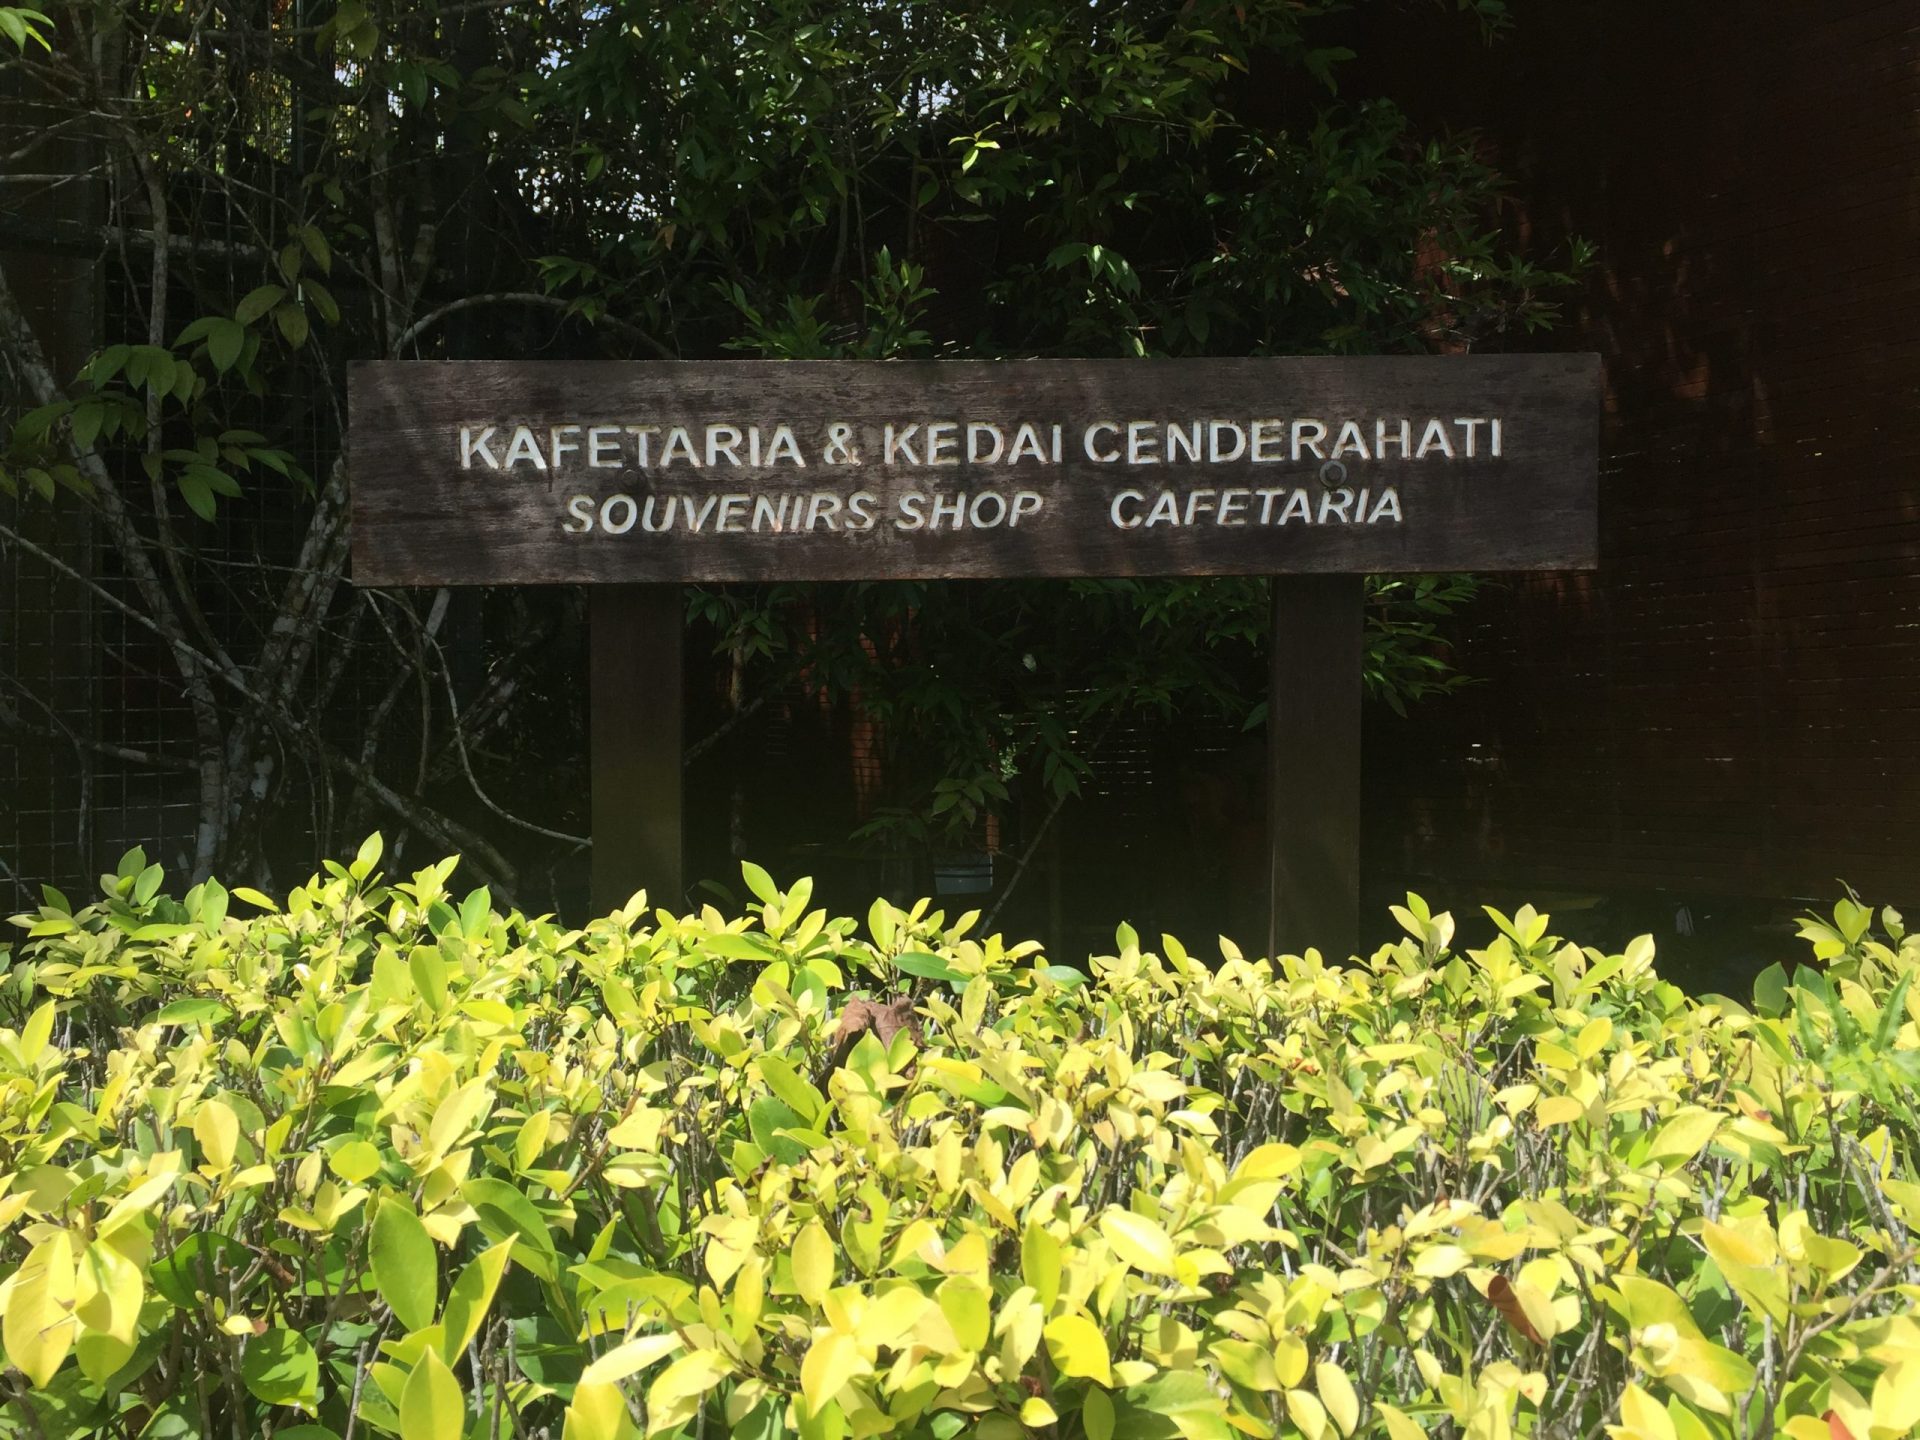 KAFETARIA & KEDAI CENDERAHATI
SOUVENIRS SHOP CAFETARIA